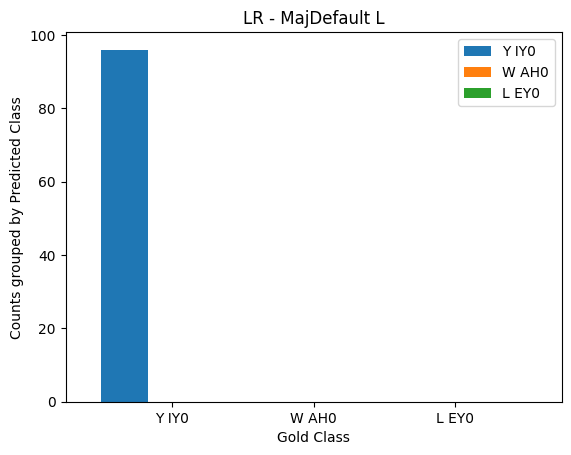 LR - MajDefault L
Y IY0
W AH0
L EY0
Counts grouped by Predicted Class
100
80
60
40
20
0
Y IY0
W AH0
L EY0
Gold Class